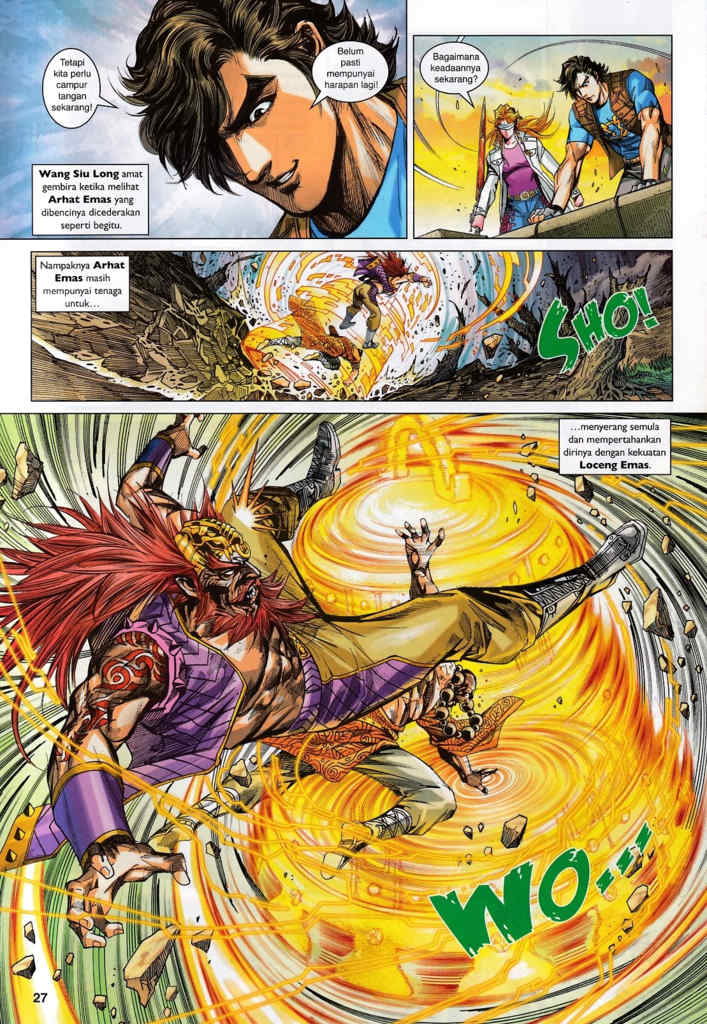 Tetapi
kita perlu
campur
tangan
sekarang!
Belum
pasti
mempunyai
harapan lagi!
Wang Siu Long amat
gembira ketika melihat
Arhat Emas yang
dibencinya dicederakan
seperti begitu.
Bagaimana
keadaannya
sekarang?
Nampaknya Arhat
Emas masih
mempunyai tenaga
untuk...
SHO!
...menyerang semula
dan mempertahankan
dirinya dengan kekuatan
Loceng Emas.
WO...
27